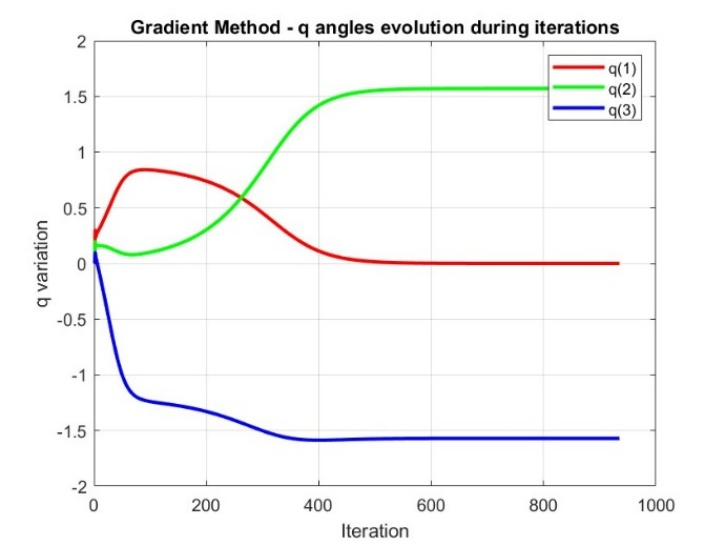 Gradient Method - q angles evolution during iterations
q(1)
q(2)
q(3)
q variation
2
1.5
1
0.5
0
-0.5
-1
-1.5
-2
0
200
400
600
800
1000
Iteration